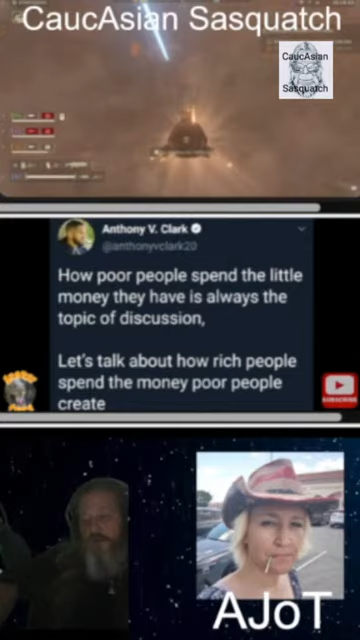 CaucAsian Sasquatch
CaucAsian
Sasquatch
Anthony V. Clark
@anthonyvclark20
How poor people spend the little
money they have is always the
topic of discussion,
Let's talk about how rich people
spend the money poor people
create
SUBSCRIBE
AJoT